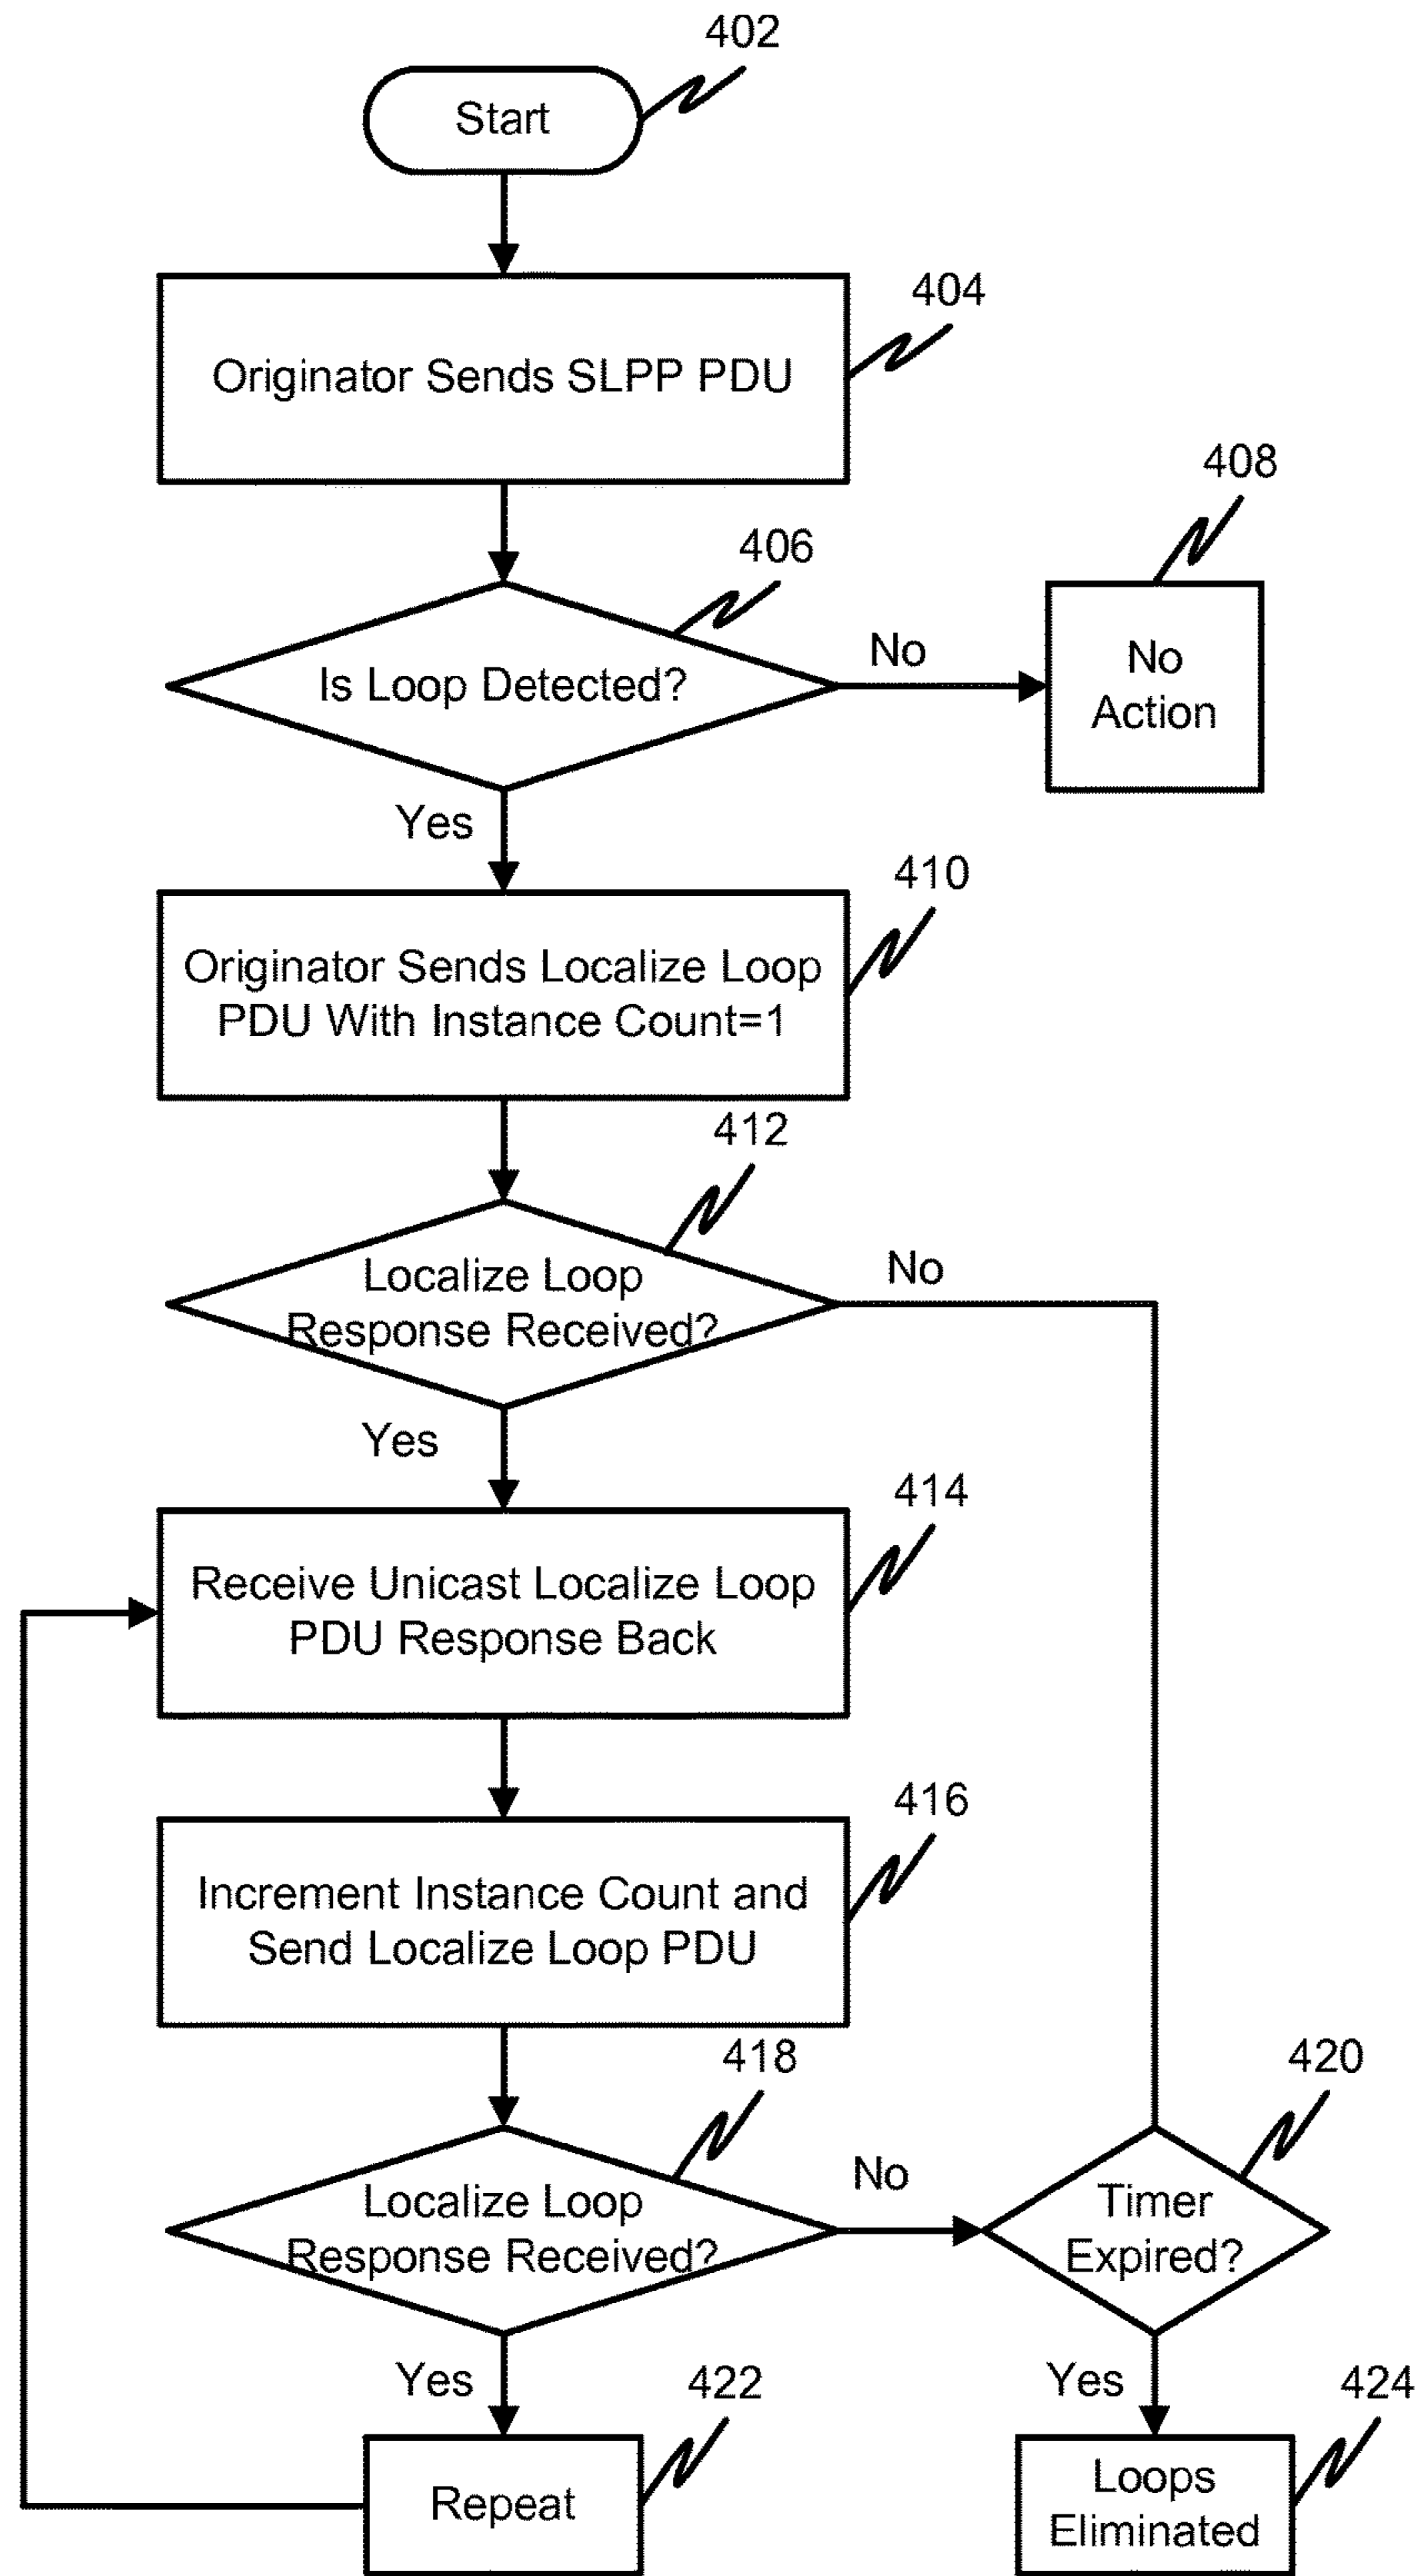 402
Start
404
Originator Sends SLPP PDU
408
406
No
No
Action
Is Loop Detected?
Yes
410
Originator Sends Localize Loop
PDU With Instance Count=1
412
No
Localize Loop
Response Received?
Yes
414
Receive Unicast Localize Loop
PDU Response Back
416
Increment Instance Count and
Send Localize Loop PDU
418
420
No
Localize Loop
Response Received?
Timer
Expired?
Yes
422
Yes
424
Repeat
Loops
Eliminated